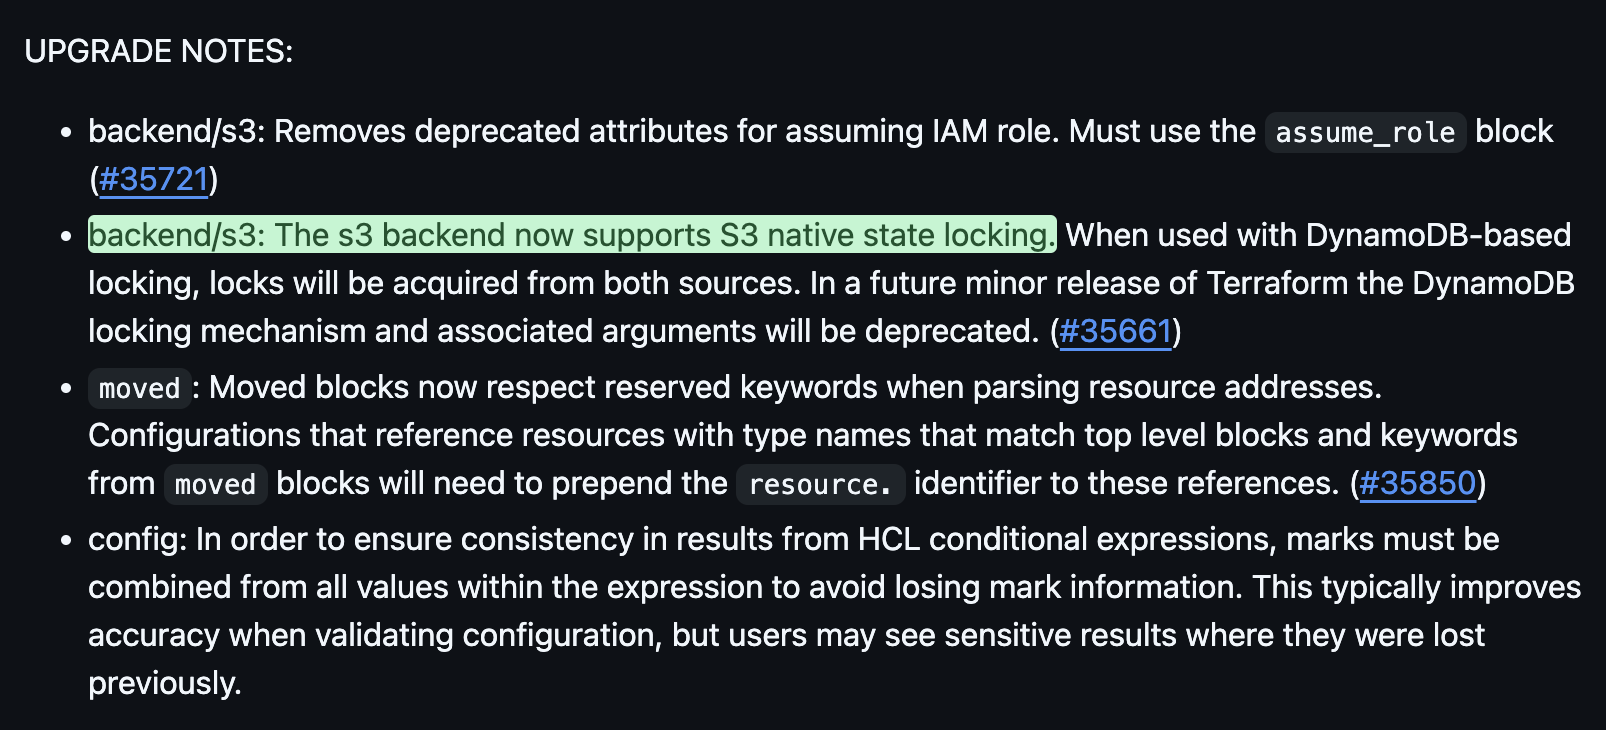 UPGRADE NOTES:
• backend/s3: Removes deprecated attributes for assuming IAM role. Must use the assume_role block
(#35721)
• backend/s3: The s3 backend now supports S3 native state locking. When used with DynamoDB-based
locking, locks will be acquired from both sources. In a future minor release of Terraform the DynamoDB
locking mechanism and associated arguments will be deprecated. (#35661)
• moved: Moved blocks now respect reserved keywords when parsing resource addresses.
Configurations that reference resources with type names that match top level blocks and keywords
from moved blocks will need to prepend the resource. identifier to these references. (#35850)
• config: In order to ensure consistency in results from HCL conditional expressions, marks must be
combined from all values within the expression to avoid losing mark information. This typically improves
accuracy when validating configuration, but users may see sensitive results where they were lost
previously.